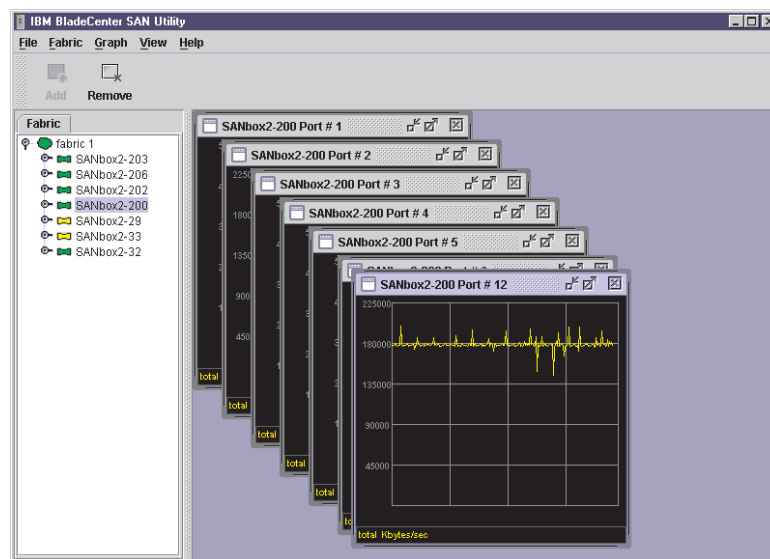 IBM BladeCenter SAN Utility
File Fabric Graph View Help
Add Remove
Fabric
fabric 1
SANbox2-203
SANbox2-206
SANbox2-202
SANbox2-200
SANbox2-29
SANbox2-33
SANbox2-32
SANbox2-200 Port # 1
SANbox2-200 Port # 2
SANbox2-200 Port # 3
SANbox2-200 Port # 4
SANbox2-200 Port # 5
SANbox2-200 Port # 12
2250
1800
1350
900
450
225000
180000
135000
90000
45000
total
total
total
total
total
to
total Kbytes/sec